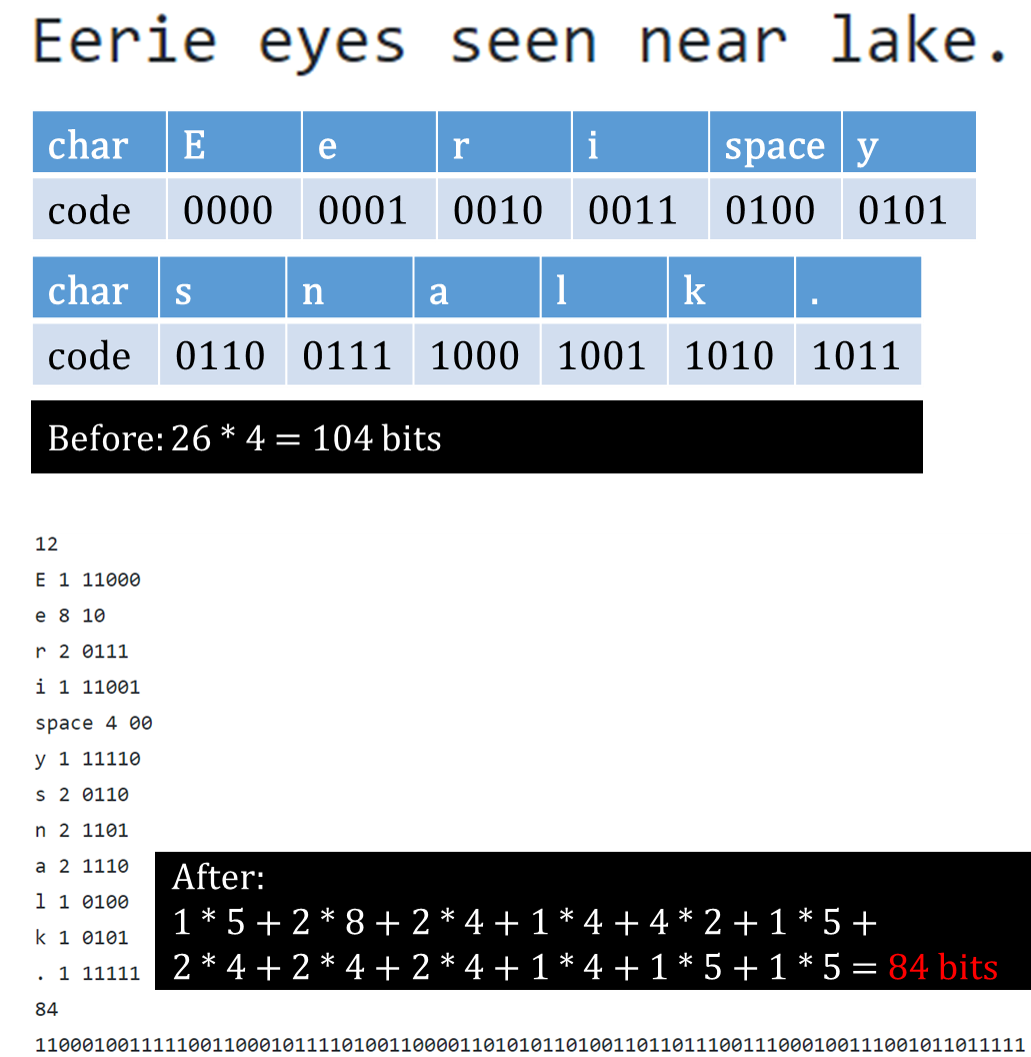 Eerie eyes seen near lake.
char E e r i space y
code 0000 0001 0010 0011 0100 0101
char s n a l k .
code 0110 0111 1000 1001 1010 1011
Before: 26 * 4 = 104 bits
12
E 1 11000
e 8 10
r 2 0111
i 1 11001
space 4 00
y 1 11110
s 2 0110
n 2 1101
a 2 1110
l 1 0100
k 1 0101
. 1 11111
After:
1 * 5 + 2 * 8 + 2 * 4 + 1 * 4 + 4 * 2 + 1 * 5 +
2 * 4 + 2 * 4 + 2 * 4 + 1 * 4 + 1 * 5 + 1 * 5 = 84 bits
84
110001001111100110001011110100110000110101011010011011011100111000100111001011011111